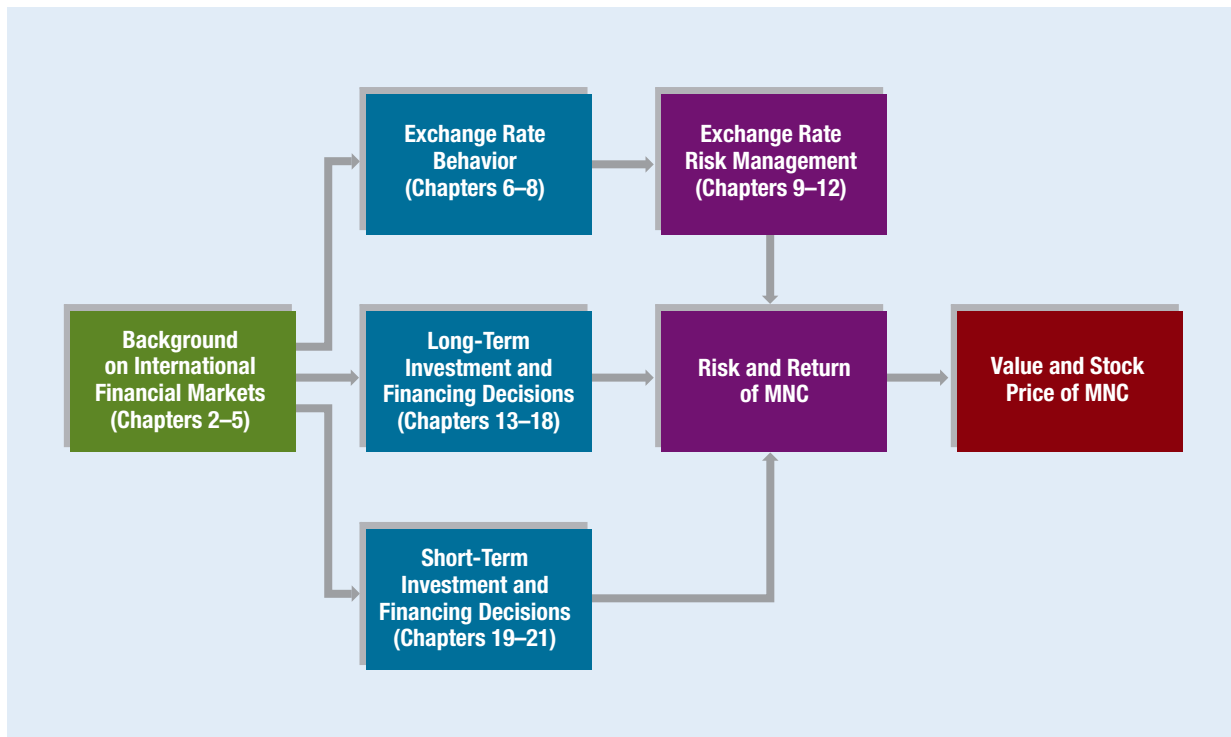 Exchange Rate
Behavior
(Chapters 6–8)
Exchange Rate
Risk Management
(Chapters 9–12)
Background
on International
Financial Markets
(Chapters 2–5)
Long-Term
Investment and
Financing Decisions
(Chapters 13–18)
Risk and Return
of MNC
Value and Stock
Price of MNC
Short-Term
Investment and
Financing Decisions
(Chapters 19–21)